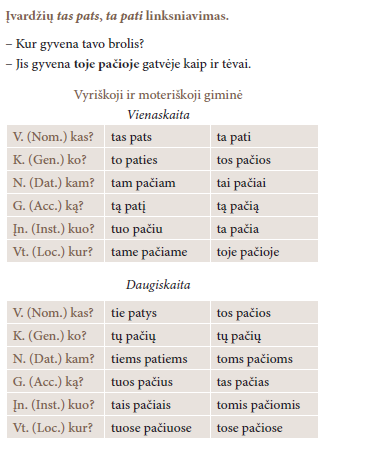 Įvardžių tas pats, ta pati linksniavimas.
– Kur gyvena tavo brolis?
– Jis gyvena toje pačioje gatvėje kaip ir tėvai.
Vyriškoji ir moteriškoji giminė
Vienaskaita
V. (Nom.) kas? tas pats ta pati
K. (Gen.) ko? to paties tos pačios
N. (Dat.) kam? tam pačiam tai pačiai
G. (Acc.) ką? tą patį tą pačią
Įn. (Inst.) kuo? tuo pačiu ta pačia
Vt. (Loc.) kur? tame pačiame toje pačioje
Daugiskaita
V. (Nom.) kas? tie patys tos pačios
K. (Gen.) ko? tų pačių tų pačių
N. (Dat.) kam? tiems patiems toms pačioms
G. (Acc.) ką? tuos pačius tas pačias
Įn. (Inst.) kuo? tais pačiais tomis pačiomis
Vt. (Loc.) kur? tuose pačiuose tose pačiose